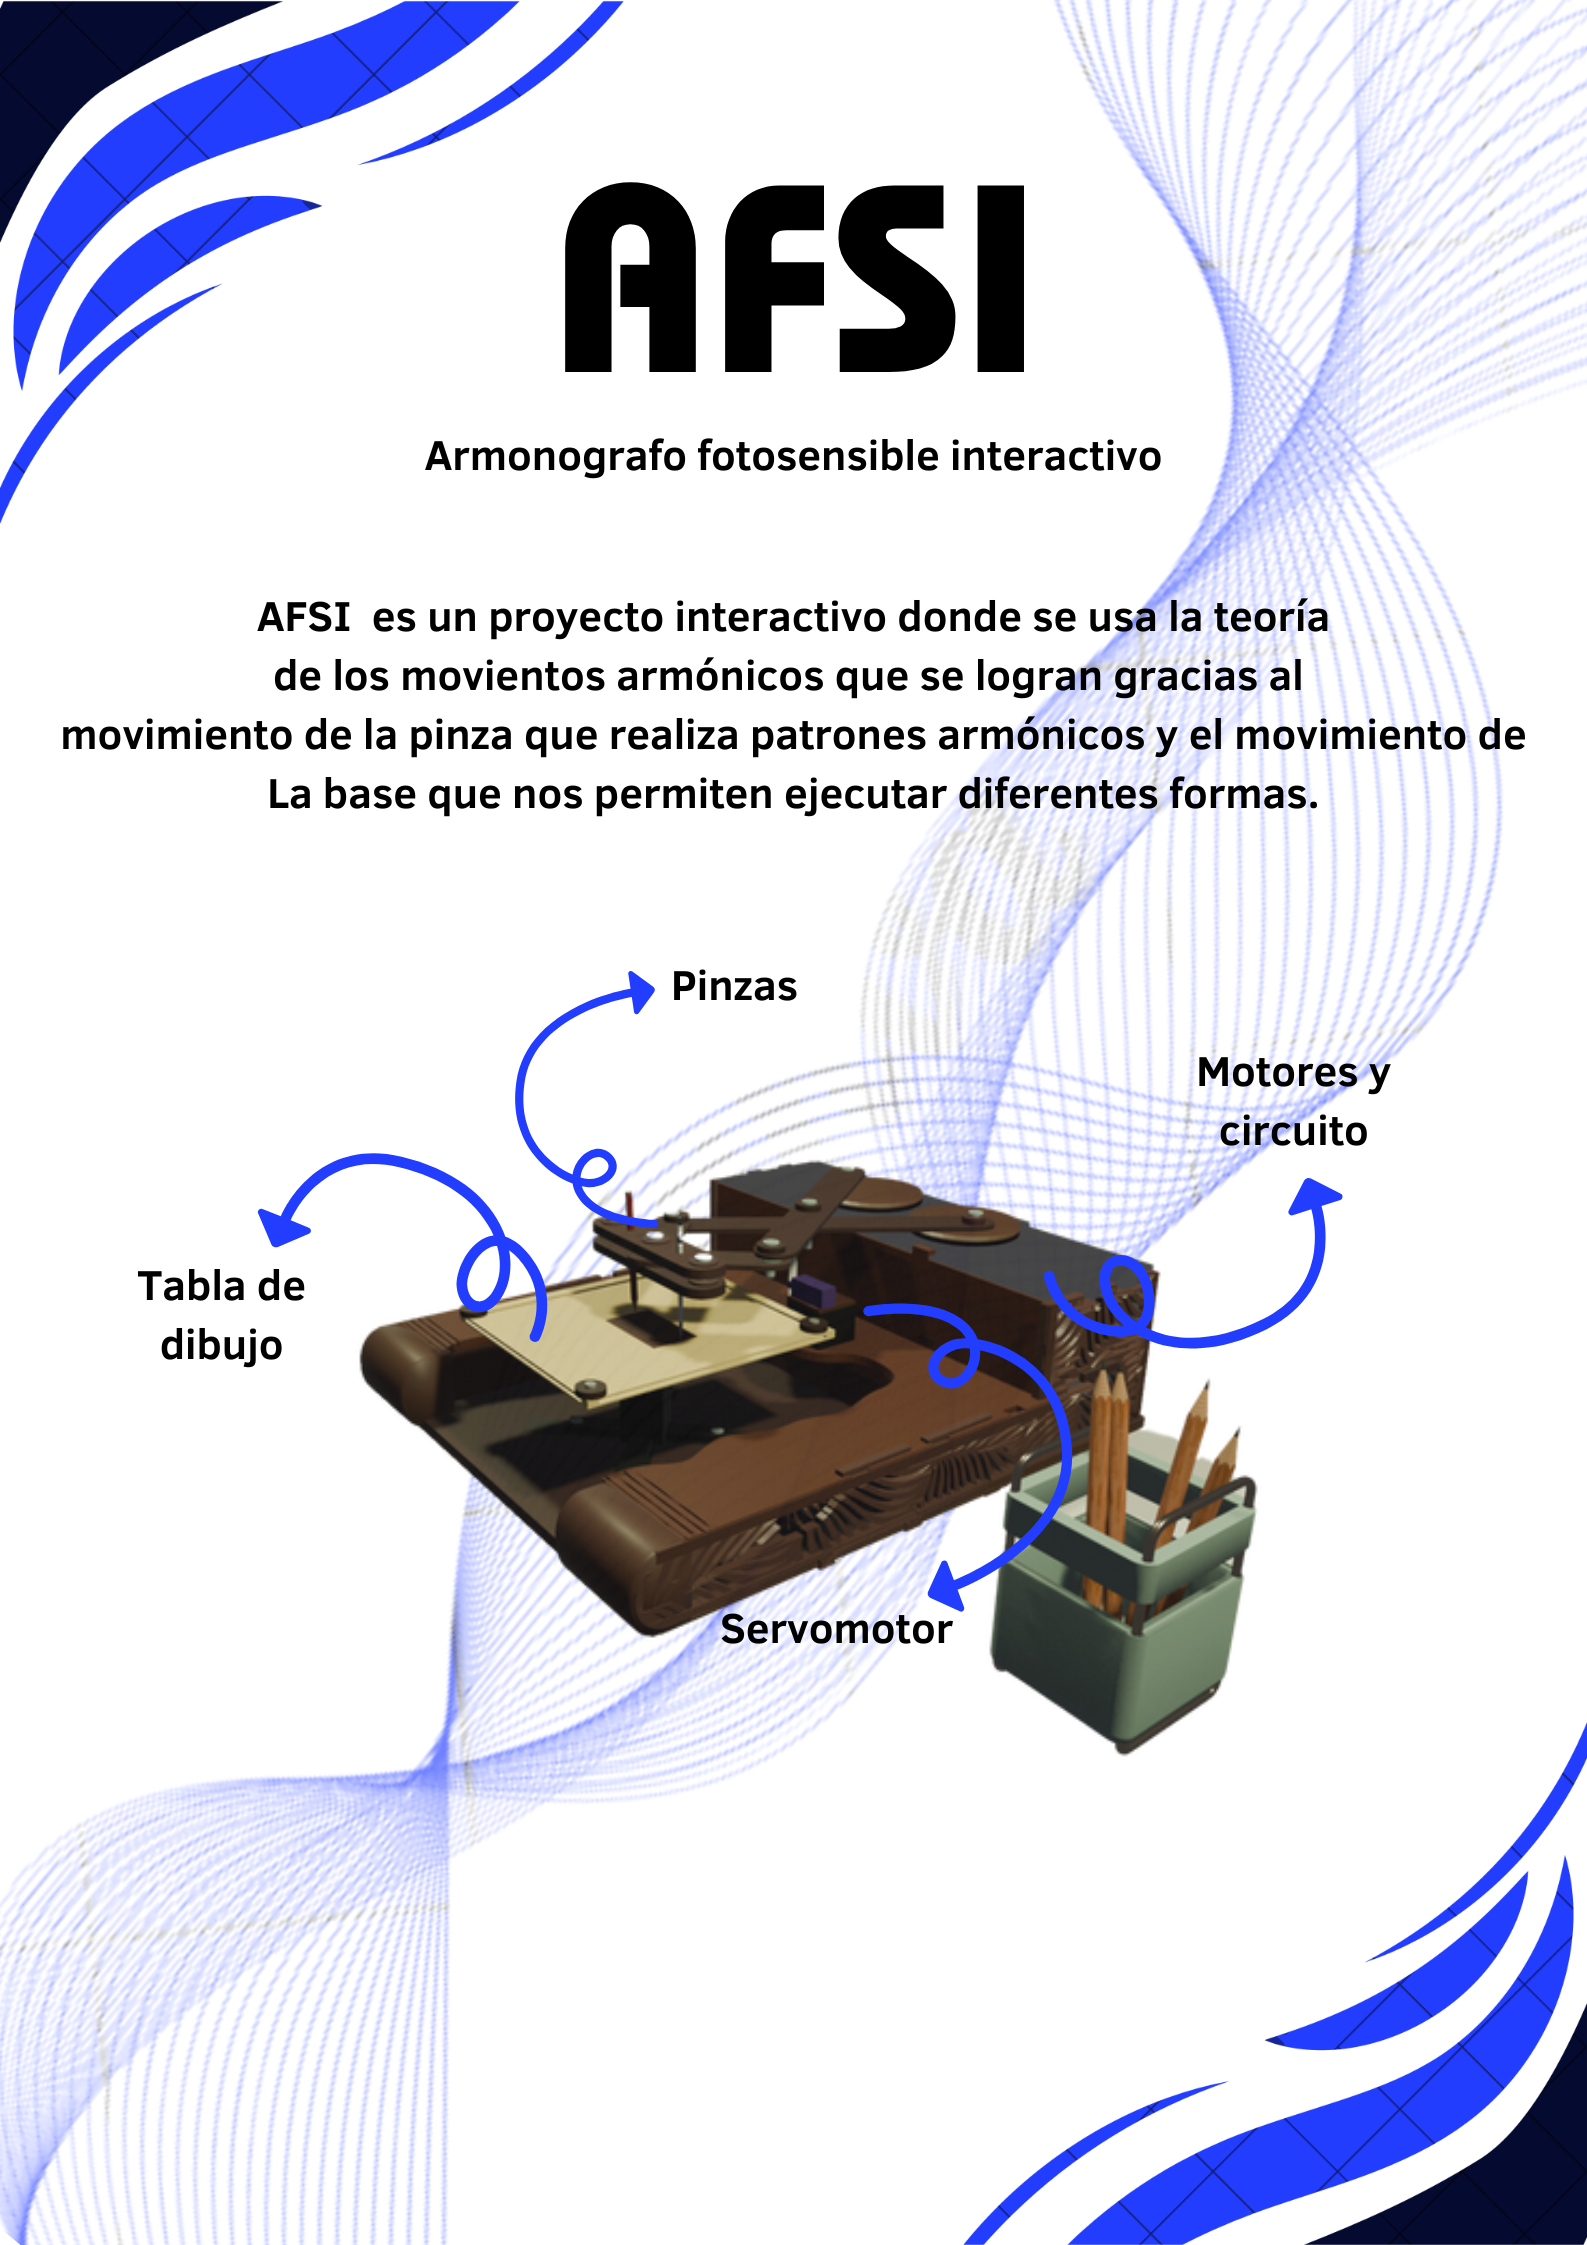 AFSI
Armonografo fotosensible interactivo
AFSI es un proyecto interactivo donde se usa la teoría
de los movientos armónicos que se logran gracias al
movimiento de la pinza que realiza patrones armónicos y el movimiento de
La base que nos permiten ejecutar diferentes formas.
Pinzas
Motores y
circuito
Tabla de
dibujo
Servomotor